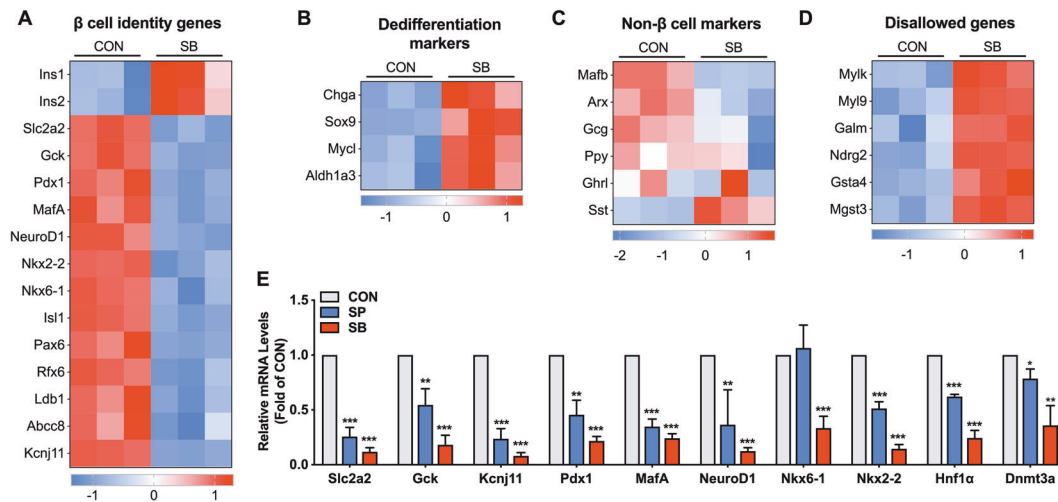 A
β cell identity genes
CON
SB
Ins1
Ins2
Slc2a2
Gck
Pdx1
MafA
NeuroD1
Nkx2-2
Nkx6-1
Isl1
Pax6
Rfx6
Ldb1
Abcc8
Kcnj11
-1
0
1
B
Dedifferentiation
markers
CON
SB
Chga
Sox9
Mycl
Aldh1a3
-1
0
1
C
Non-β cell markers
CON
SB
Mafb
Arx
Gcg
Ppy
Ghrl
Sst
-2
-1
0
1
D
Disallowed genes
CON
SB
Mylk
Myl9
Galm
Ndrg2
Gsta4
Mgst3
-1
0
1
E
Relative mRNA Levels
(Fold of CON)
1.5
1.0
0.5
0.0
CON
SP
SB
*** *** ** *** *** *** ** *** *** *** ** *** *** *** *** *** *** * **
Slc2a2 Gck Kcnj11 Pdx1 MafA NeuroD1 Nkx6-1 Nkx2-2 Hnf1α Dnmt3a